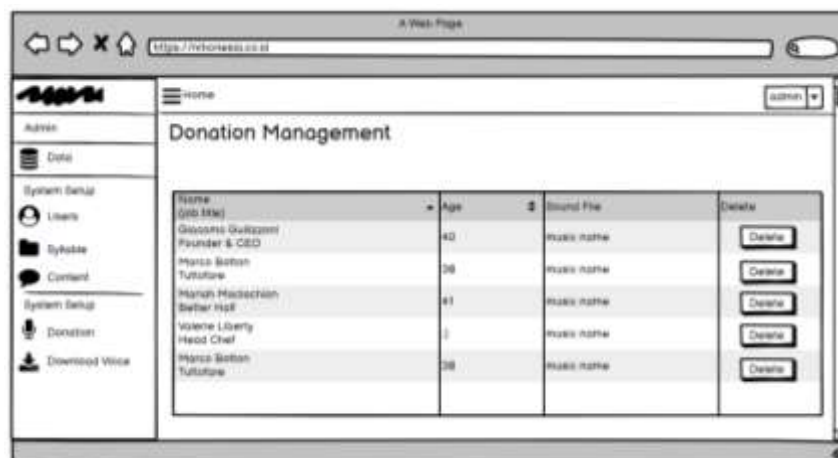 A Web Page
Home
admin
Admin
Data
System Setup
Users
Syllable
Content
System Setup
Donation
Download Voice
Donation Management
Name
(job title)
Age
Sound File
Delete
Giacomo Guilizzoni
Founder & CEO
40
music name
Delete
Marco Botton
Tuttofare
38
music name
Delete
Mariah Maclachlan
Better Half
41
music name
Delete
Valerie Liberty
Head Chef
music name
Delete
Marco Botton
Tuttofare
38
music name
Delete